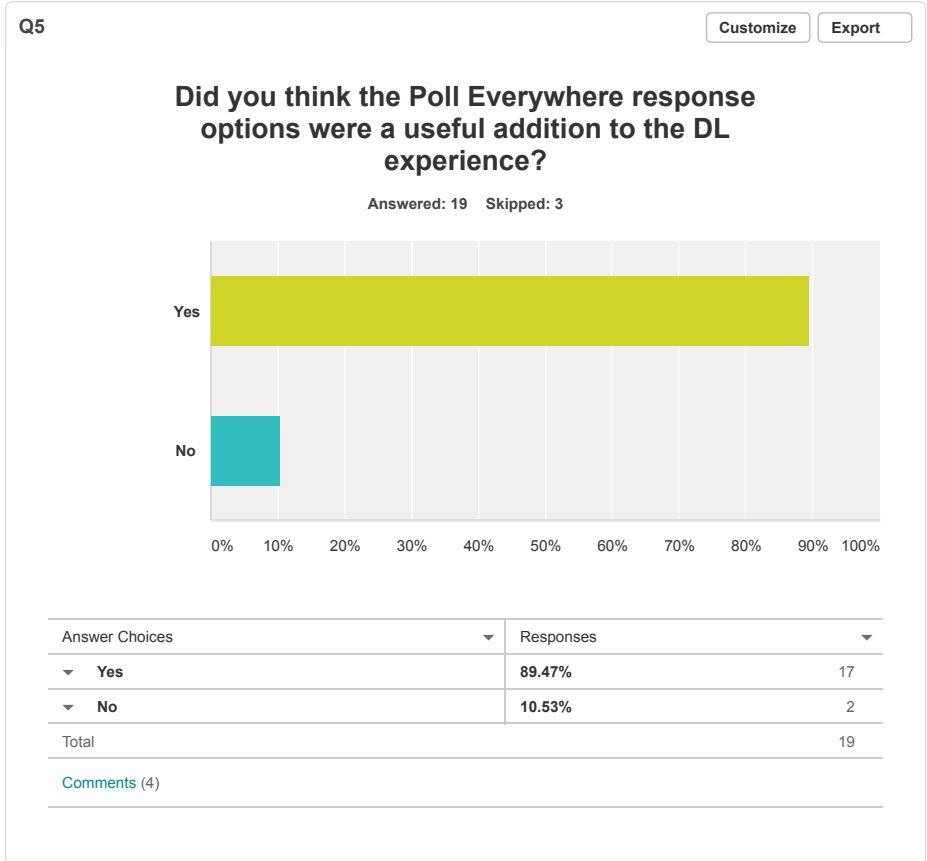 Q5
Customize
Export
Did you think the Poll Everywhere response
options were a useful addition to the DL
experience?
Answered: 19 Skipped: 3
Yes
No
0% 10% 20% 30% 40% 50% 60% 70% 80% 90% 100%
Answer Choices Responses
Yes 89.47% 17
No 10.53% 2
Total 19
Comments (4)